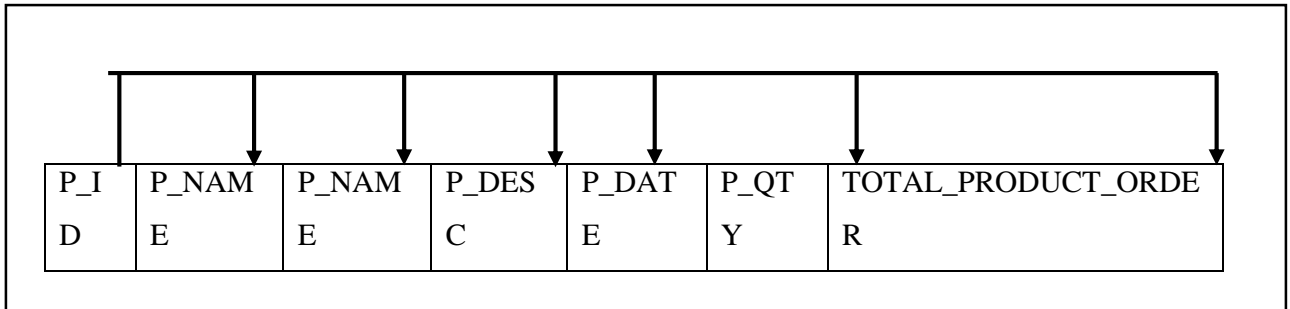 P_I P_NAM P_NAM P_DES P_DAT P_QT TOTAL_PRODUCT_ORDE
D E E C E Y R